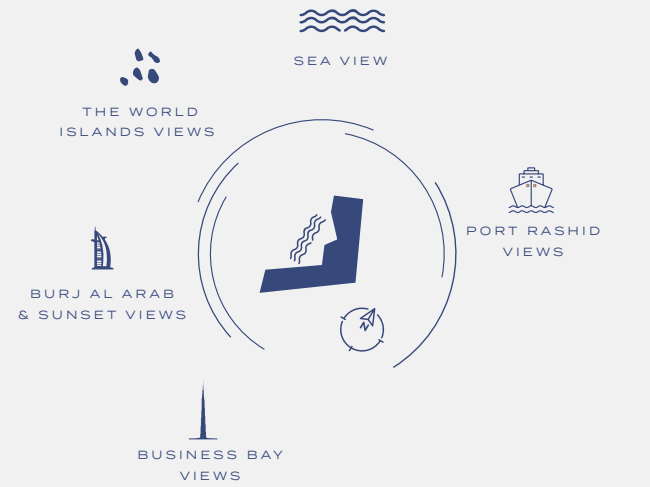 SEA VIEW
THE WORLD
ISLANDS VIEWS
PORT RASHID
VIEWS
BURJ AL ARAB
& SUNSET VIEWS
N
BUSINESS BAY
VIEWS